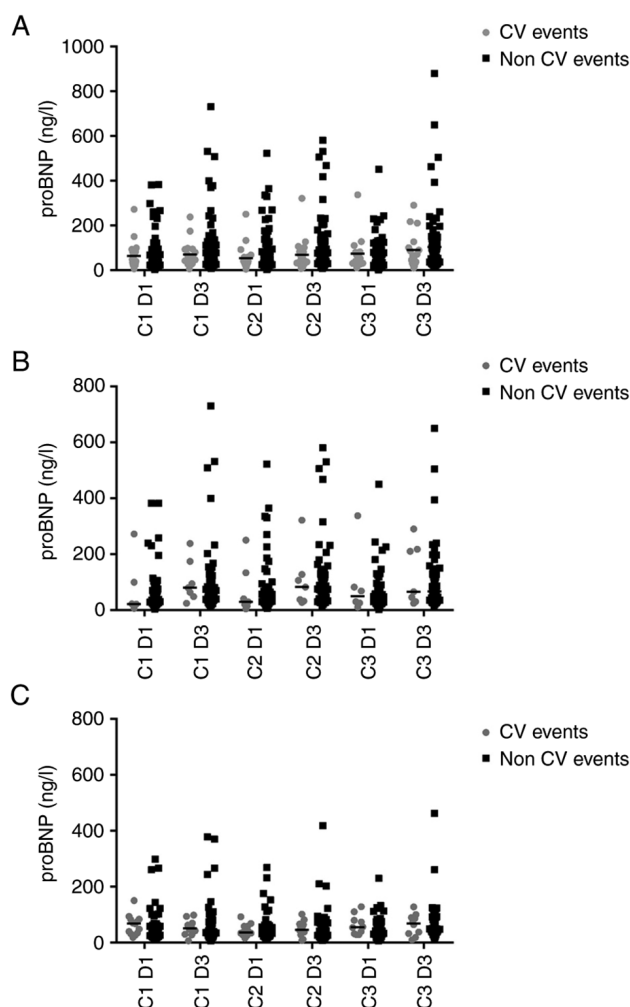 A
CV events
Non CV events
proBNP (ng/l)
1000
800
600
400
200
0
C1 D1
C1 D3
C2 D1
C2 D3
C3 D1
C3 D3
B
CV events
Non CV events
proBNP (ng/l)
800
600
400
200
0
C1 D1
C1 D3
C2 D1
C2 D3
C3 D1
C3 D3
C
CV events
Non CV events
proBNP (ng/l)
800
600
400
200
0
C1 D1
C1 D3
C2 D1
C2 D3
C3 D1
C3 D3